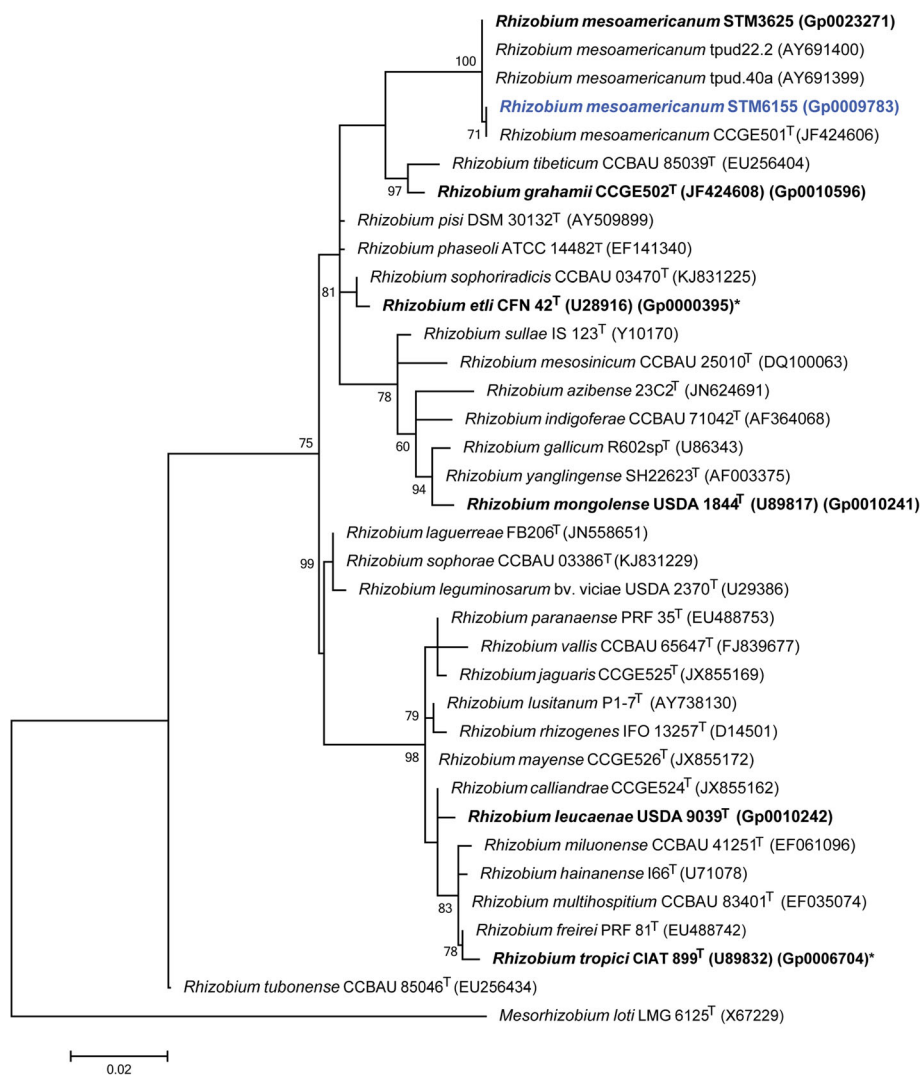 Rhizobium mesoamericanum STM3625 (Gp0023271)
Rhizobium mesoamericanum tpud22.2 (AY691400)
100
Rhizobium mesoamericanum tpud.40a (AY691399)
Rhizobium mesoamericanum STM6155 (Gp0009783)
71
Rhizobium mesoamericanum CCGE501T (JF424606)
Rhizobium tibeticum CCBAU 85039T (EU256404)
97
Rhizobium grahamii CCGE502T (JF424608) (Gp0010596)
Rhizobium pisi DSM 30132T (AY509899)
Rhizobium phaseoli ATCC 14482T (EF141340)
Rhizobium sophoriradicis CCBAU 03470T (KJ831225)
81
Rhizobium etli CFN 42T (U28916) (Gp0000395)*
Rhizobium sullae IS 123T (Y10170)
Rhizobium mesosinicum CCBAU 25010T (DQ100063)
78
Rhizobium azibense 23C2T (JN624691)
Rhizobium indigoferae CCBAU 71042T (AF364068)
75
60
Rhizobium gallicum R602spT (U86343)
Rhizobium yanglingense SH22623T (AF003375)
94
Rhizobium mongolense USDA 1844T (U89817) (Gp0010241)
Rhizobium laguerreae FB206T (JN558651)
99
Rhizobium sophorae CCBAU 03386T (KJ831229)
Rhizobium leguminosarum bv. viciae USDA 2370T (U29386)
Rhizobium paranaense PRF 35T (EU488753)
Rhizobium vallis CCBAU 65647T (FJ839677)
Rhizobium jaguaris CCGE525T (JX855169)
Rhizobium lusitanum P1-7T (AY738130)
79
Rhizobium rhizogenes IFO 13257T (D14501)
98
Rhizobium mayense CCGE526T (JX855172)
Rhizobium calliandrae CCGE524T (JX855162)
Rhizobium leucaenae USDA 9039T (Gp0010242)
Rhizobium miluonense CCBAU 41251T (EF061096)
Rhizobium hainanense I66T (U71078)
83
Rhizobium multihospitium CCBAU 83401T (EF035074)
Rhizobium freirei PRF 81T (EU488742)
78
Rhizobium tropici CIAT 899T (U89832) (Gp0006704)*
Rhizobium tubonense CCBAU 85046T (EU256434)
Mesorhizobium loti LMG 6125T (X67229)
0.02